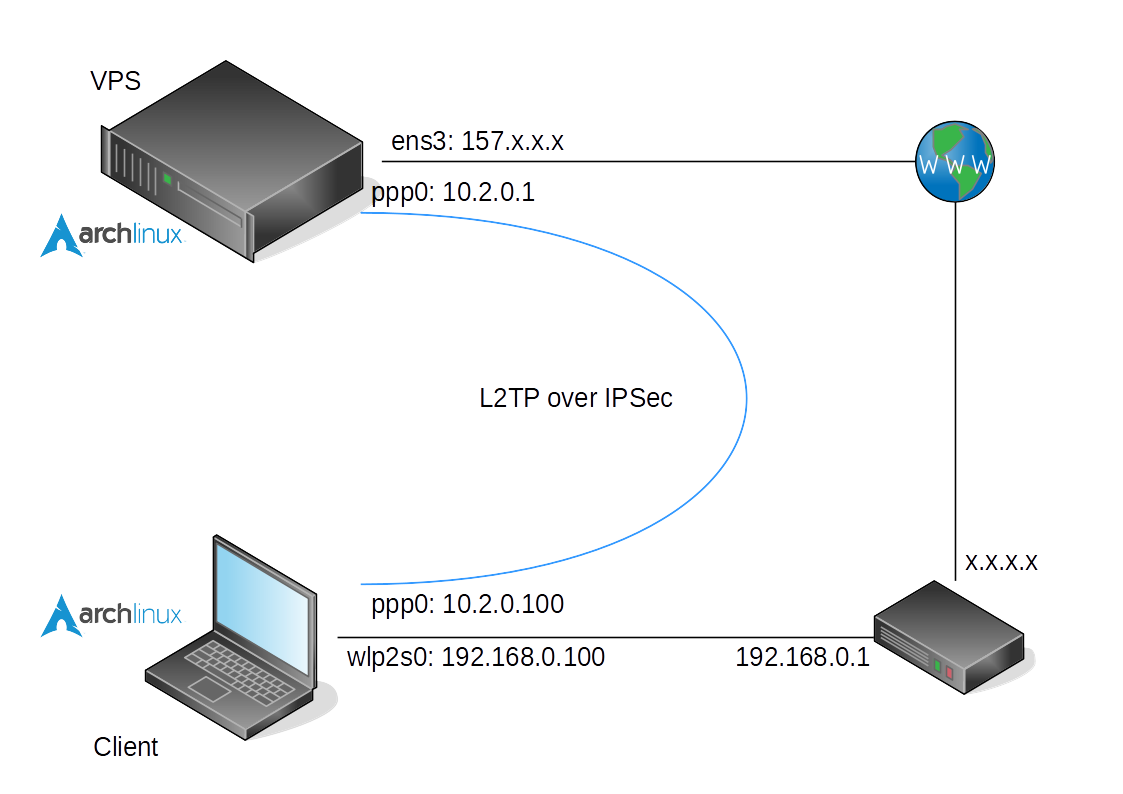 VPS
ens3: 157.x.x.x
WWW
ppp0: 10.2.0.1
archlinux
L2TP over IPSec
x.x.x.x
archlinux
ppp0: 10.2.0.100
wlp2s0: 192.168.0.100
192.168.0.1
Client